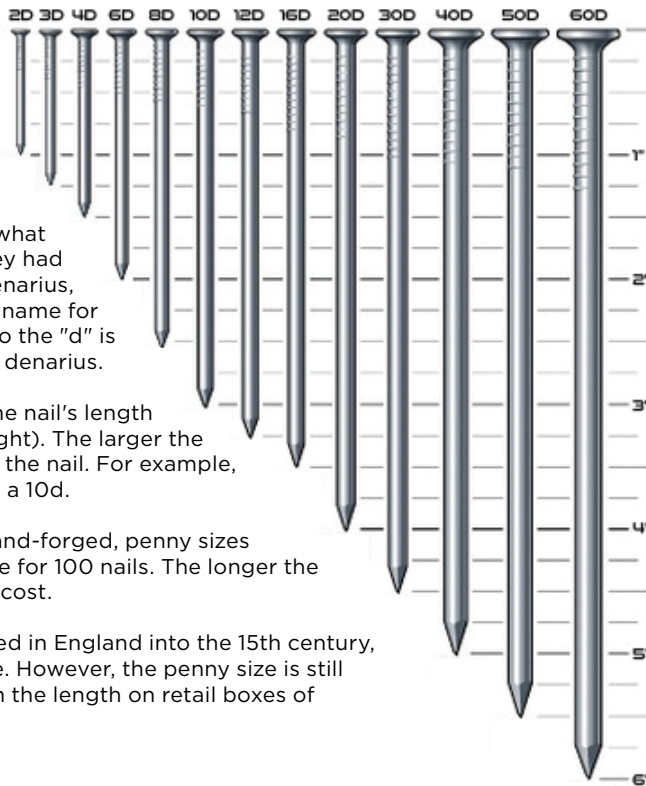 2D 3D 4D 6D 8D 10D 12D 16D 20D 30D 40D 50D 60D
1"
what
ey had
enarius,
name for
o the "d" is
denarius.
2"
3"
he nail's length
ght). The larger the
the nail. For example,
a 10d.
4"
and-forged, penny sizes
e for 100 nails. The longer the
cost.
5"
ed in England into the 15th century,
e. However, the penny size is still
n the length on retail boxes of
6"